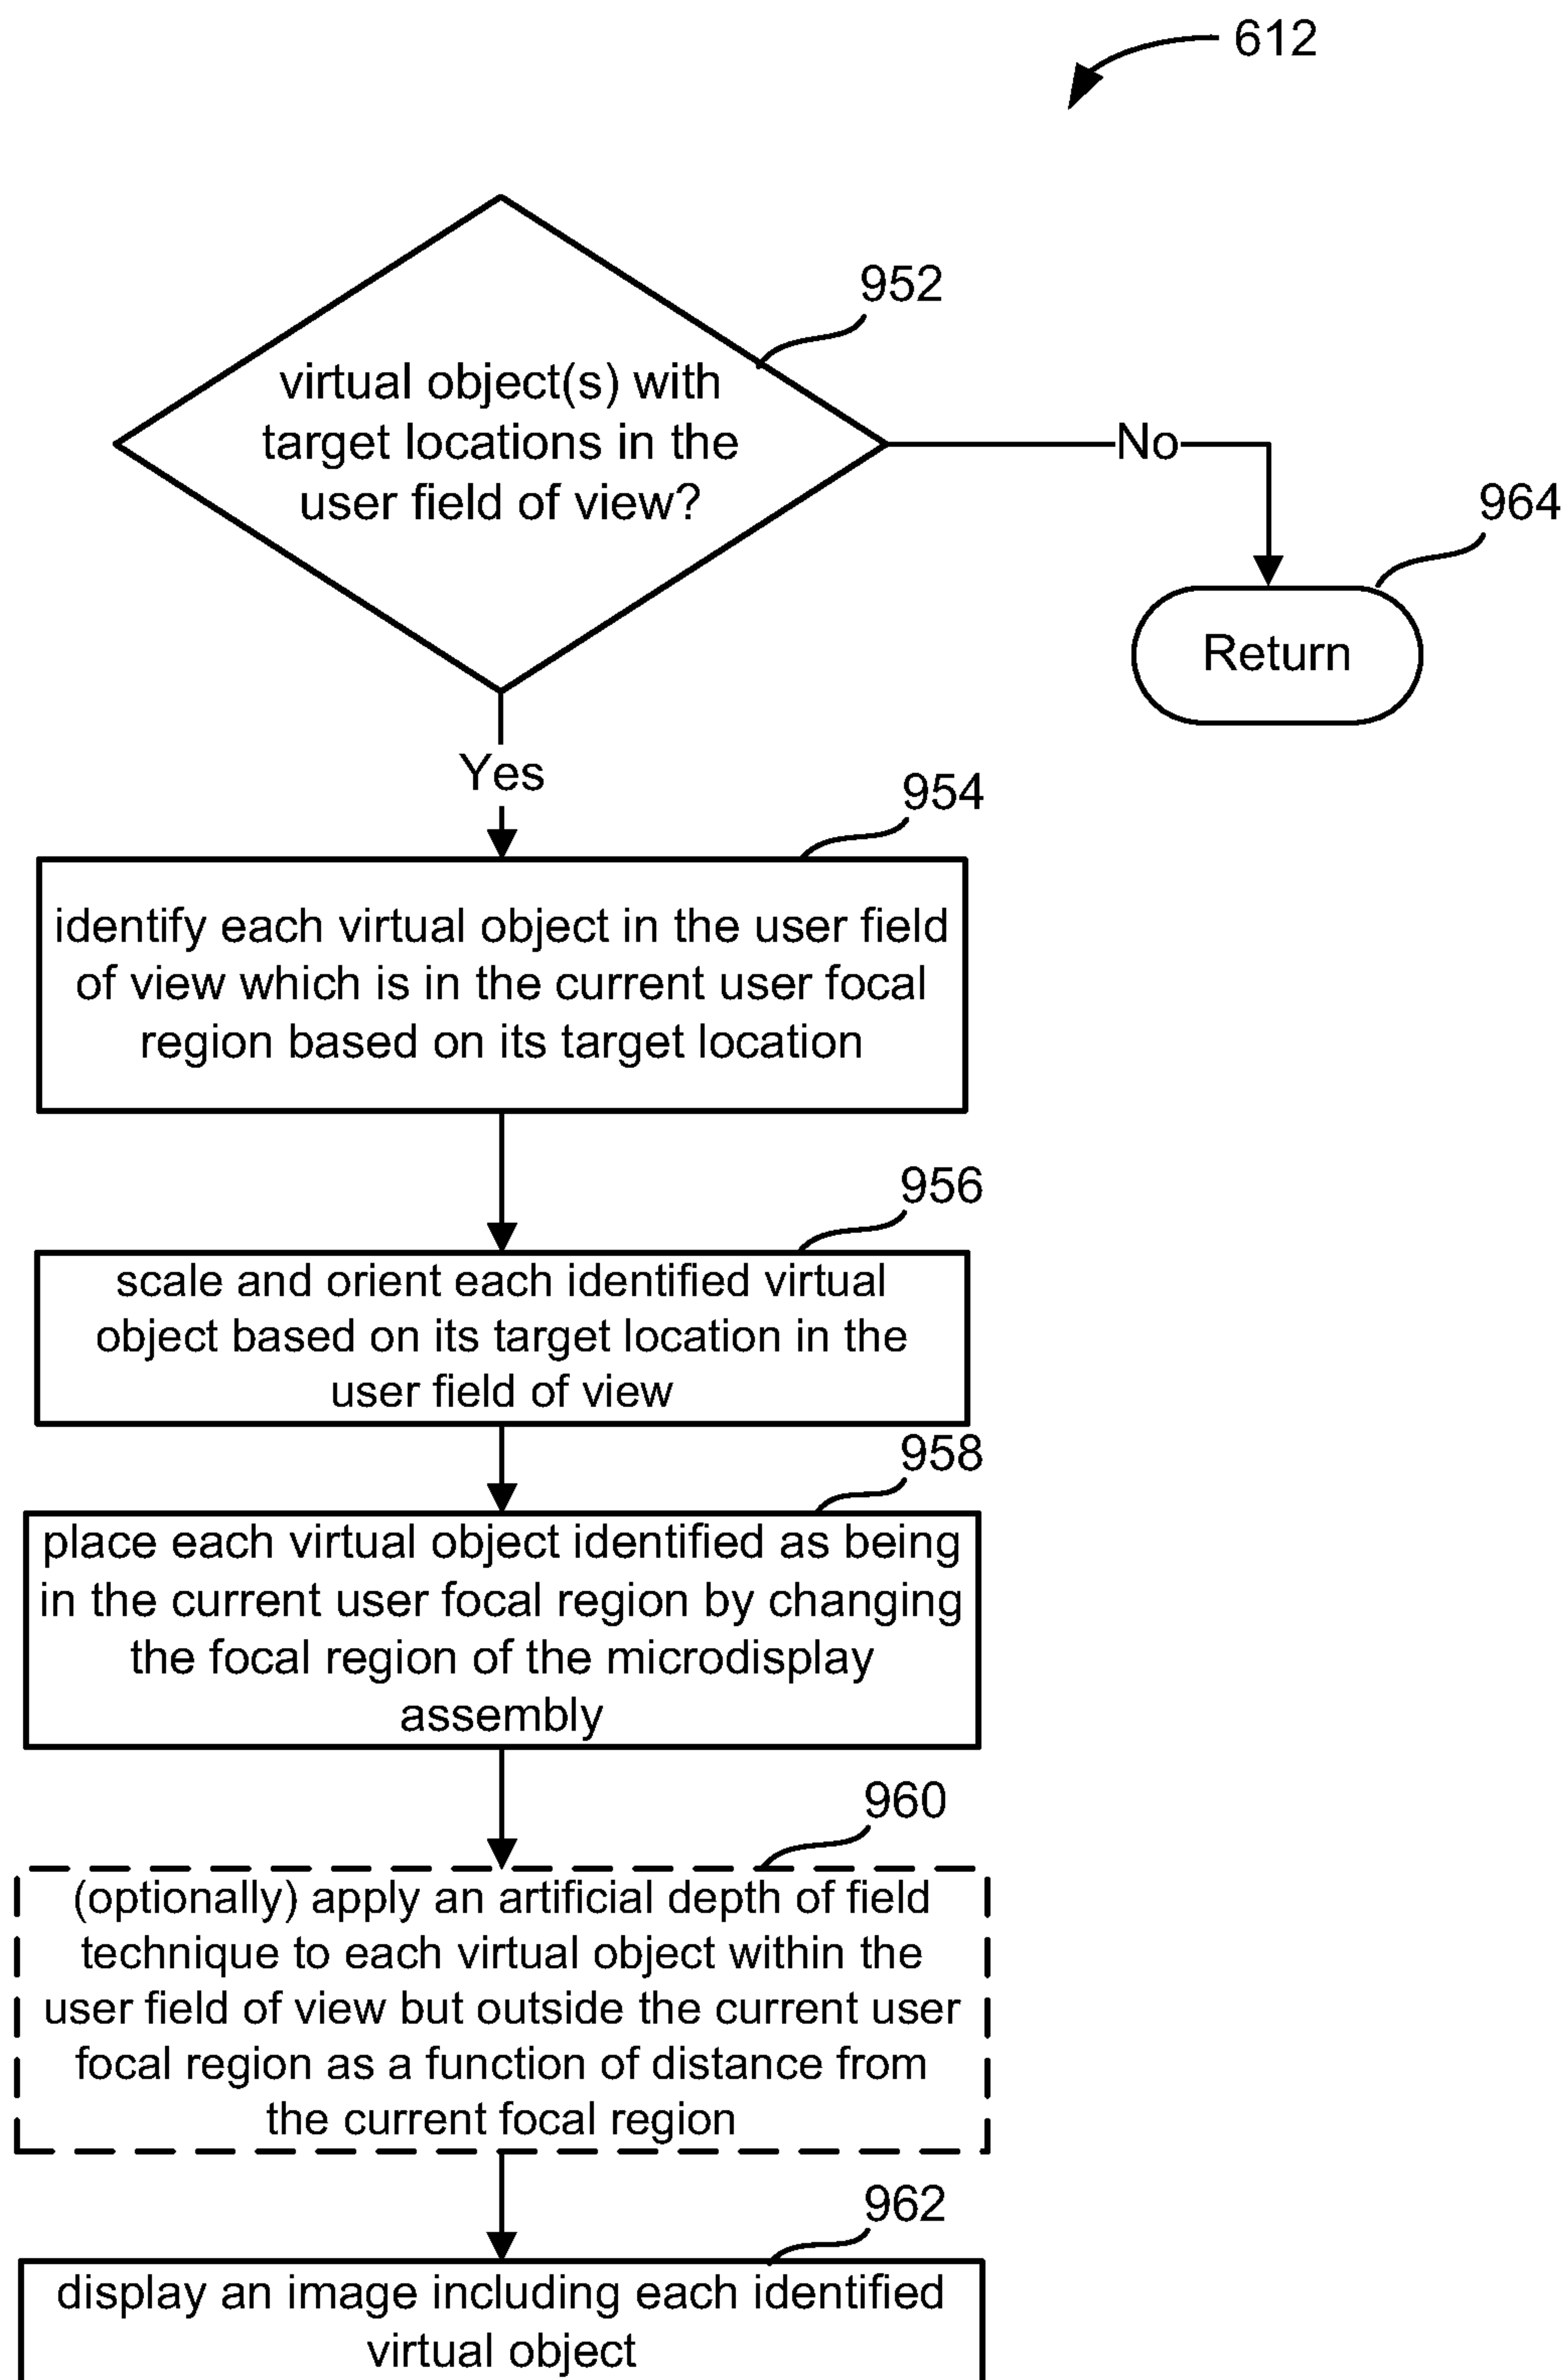 612
952
virtual object(s) with
target locations in the
user field of view?
No
964
Return
Yes
954
identify each virtual object in the user field
of view which is in the current user focal
region based on its target location
956
scale and orient each identified virtual
object based on its target location in the
user field of view
958
place each virtual object identified as being
in the current user focal region by changing
the focal region of the microdisplay
assembly
960
(optionally) apply an artificial depth of field
technique to each virtual object within the
user field of view but outside the current user
focal region as a function of distance from
the current focal region
962
display an image including each identified
virtual object